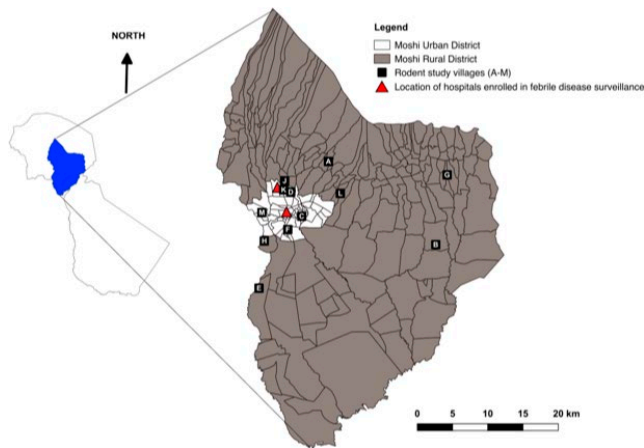 NORTH
Legend
Moshi Urban District
Moshi Rural District
Rodent study villages (A-M)
Location of hospitals enrolled in febrile disease surveillance
A
J
G
K
D
L
M
C
F
H
B
E
0 5 10 15 20 km